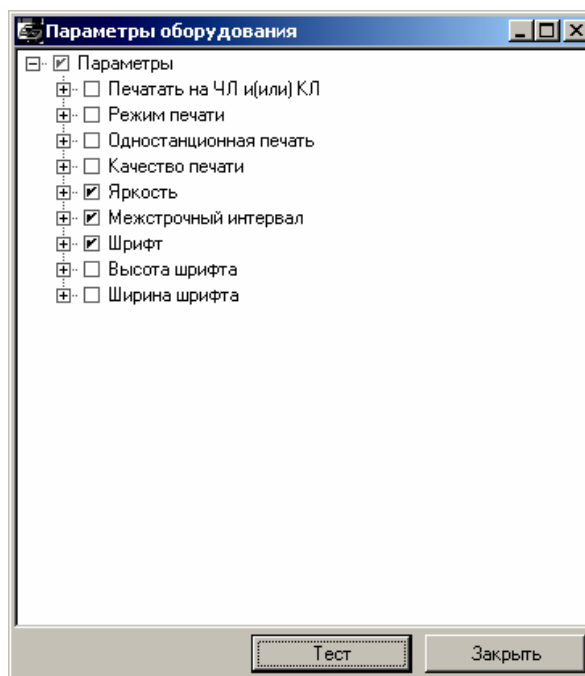 Параметры оборудования
Параметры
Печатать на ЧЛ и(или) КЛ
Режим печати
Одностанционная печать
Качество печати
Яркость
Межстрочный интервал
Шрифт
Высота шрифта
Ширина шрифта
Тест
Закрыть